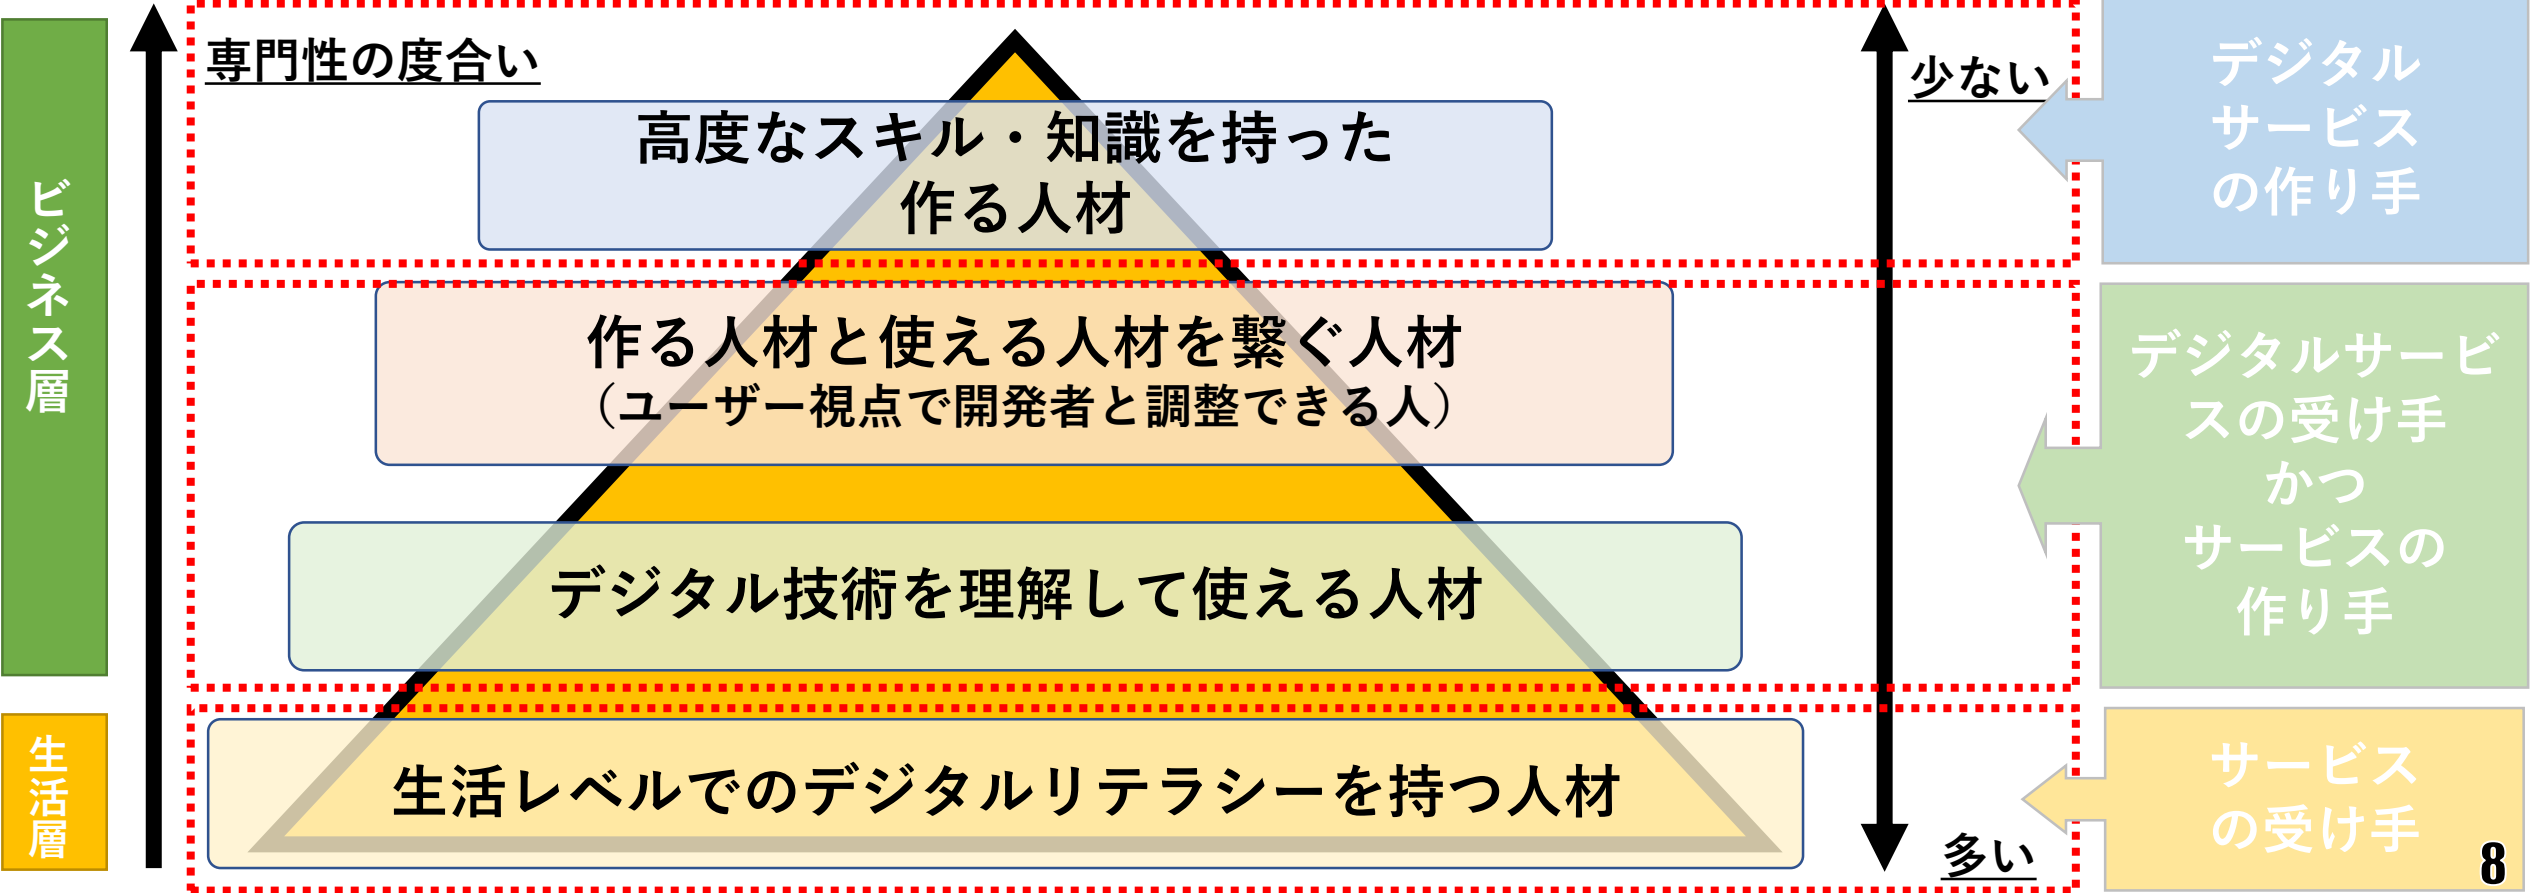 専門性の度合い
少ない
高度なスキル・知識を持った
作る人材
デジタル
サービス
の作り手
ビジネス層
作る人材と使える人材を繋ぐ人材
（ユーザー視点で開発者と調整できる人）
デジタル技術を理解して使える人材
デジタルサービ
スの受け手
かつ
サービスの
作り手
生活層
生活レベルでのデジタルリテラシーを持つ人材
多い
サービス
の受け手
8